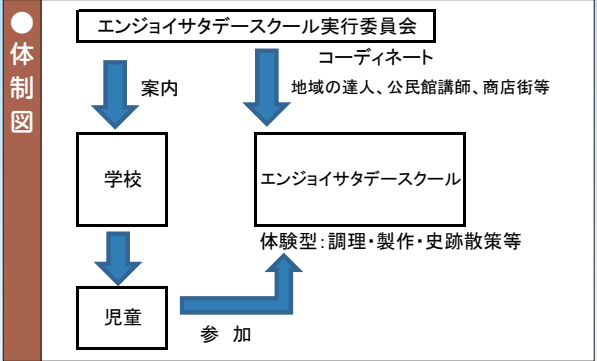 ●体制図
エンジョイサタデースクール実行委員会
コーディネート
案内
地域の達人、公民館講師、商店街等
学校
エンジョイサタデースクール
体験型:調理・製作・史跡散策等
児童
参 加